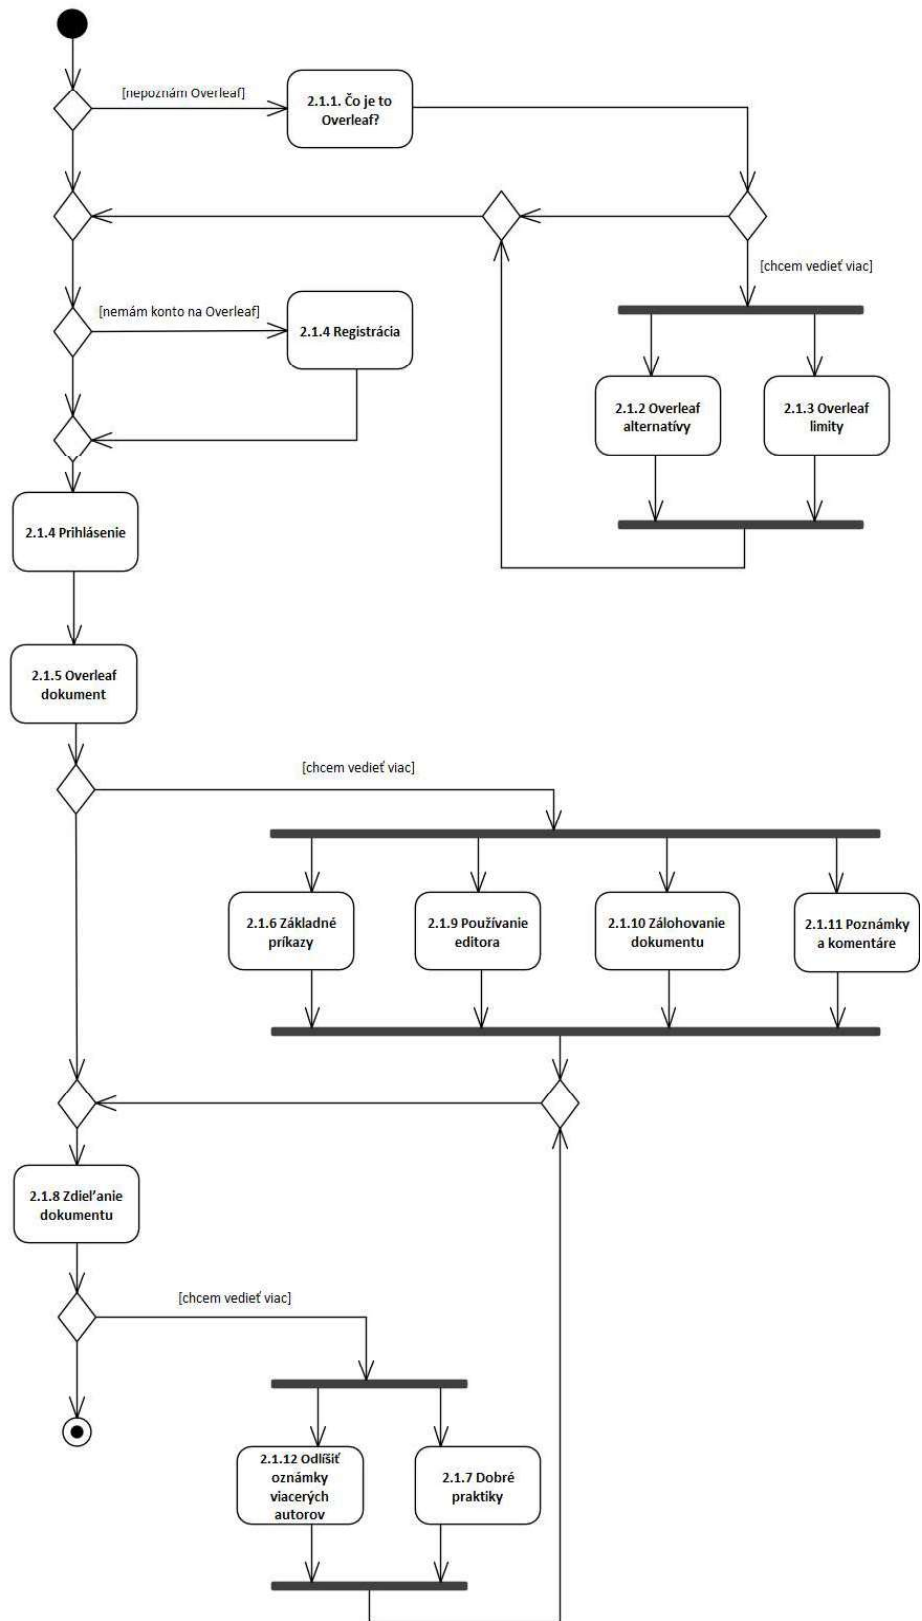 [nepoznám Overleaf]
2.1.1. Čo je to
Overleaf?
[chcem vedieť viac]
[nemám konto na Overleaf]
2.1.4 Registrácia
2.1.2 Overleaf
alternatívy
2.1.3 Overleaf
limity
2.1.4 Prihlásenie
2.1.5 Overleaf
dokument
[chcem vedieť viac]
2.1.6 Základné
príkazy
2.1.9 Používanie
editora
2.1.10 Zálohovanie
dokumentu
2.1.11 Poznámky
a komentáre
2.1.8 Zdieľanie
dokumentu
[chcem vedieť viac]
2.1.12 Odlíšiť
oznámky
viacerých
autorov
2.1.7 Dobré
praktiky